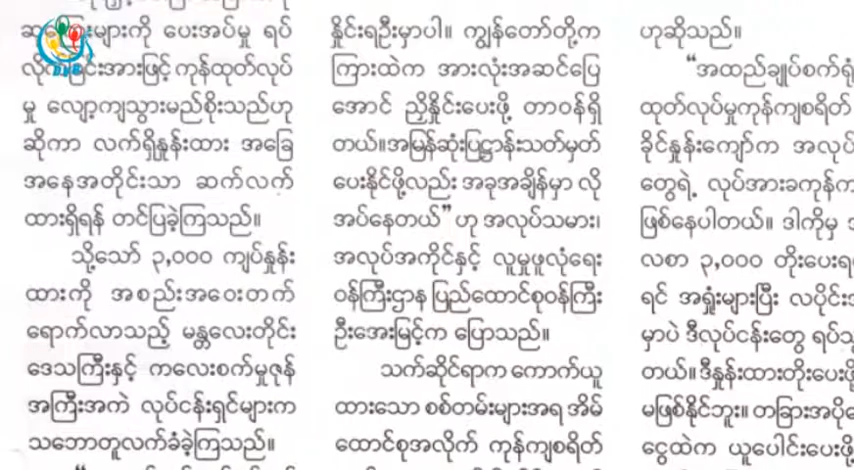 များကို ပေးအပ်မှု ရပ်
အားဖြင့် ကုန်ထုတ်လုပ်
မှု လျော့ကျသွားမည်စိုးသည်ဟု
ဆိုကာ လက်ရှိနှုန်းထား အခြေ
အနေအတိုင်းသာ ဆက်လက်
ထားရှိရန် တင်ပြခဲ့ကြသည်။
သို့သော် ၃,၀၀၀ ကျပ်နှုန်း
ထားကို အစည်းအဝေးတက်
ရောက်လာသည့် မန္တလေးတိုင်း
ဒေသကြီးနှင့် ကလေးစက်မှုဇုန်
အကြီးအကဲ လုပ်ငန်းရှင်များက
သဘောတူလက်ခံခဲ့ကြသည်။
နှိုင်းရဦးမှာပါ။ ကျွန်တော်တို့က
ကြားထဲက အားလုံးအဆင်ပြေ
အောင် ညှိနှိုင်းပေးဖို့ တာဝန်ရှိ
တယ်။အမြန်ဆုံးပြဋ္ဌာန်းသတ်မှတ်
ပေးနိုင်ဖို့လည်း အခုအချိန်မှာ လို
အပ်နေတယ်”ဟု အလုပ်သမား၊
အလုပ်အကိုင်နှင့် လူမှုဖူလုံရေး
ဝန်ကြီးဌာန ပြည်ထောင်စုဝန်ကြီး
ဦးအေးမြင့်က ပြောသည်။
သက်ဆိုင်ရာက ကောက်ယူ
ထားသော စစ်တမ်းများအရ အိမ်
ထောင်စုအလိုက် ကုန်ကျစရိတ်
ဟုဆိုသည်။
“အထည်ချုပ်စက်ရုံ
ထုတ်လုပ်မှုကုန်ကျစရိတ်
ခိုင်နှုန်းကျော်က အလုပ်
တွေရဲ့ လုပ်အားခကုန်က
ဖြစ်နေပါတယ်။ ဒါကိုမှ
လစာ ၃,၀၀၀ တိုးပေးရ
ရင် အရှုံးများပြီး လပိုင်း
မှာပဲ ဒီလုပ်ငန်းတွေ ရပ်
တယ်။ဒီနှုန်းထားတိုးပေးဖို့
မဖြစ်နိုင်ဘူး။ တခြားအပို
ငွေထဲက ယူပေါင်းပေးဖို့